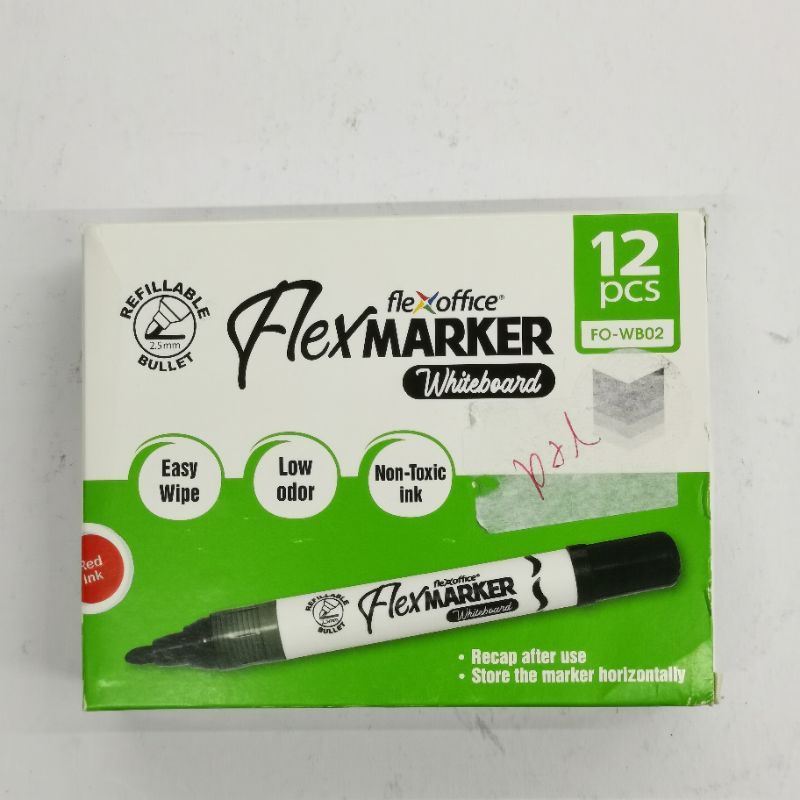 12
pcs
FO-WB02
REFILLABLE
2.5mm
BULLET
flexoffice®
FlexMARKER
Whiteboard
Easy
Wipe
Low
odor
Non-Toxic
ink
red
Red
Ink
REFILLABLE
BULLET
flexoffice®
FlexMARKER
Whiteboard
• Recap after use
• Store the marker horizontally